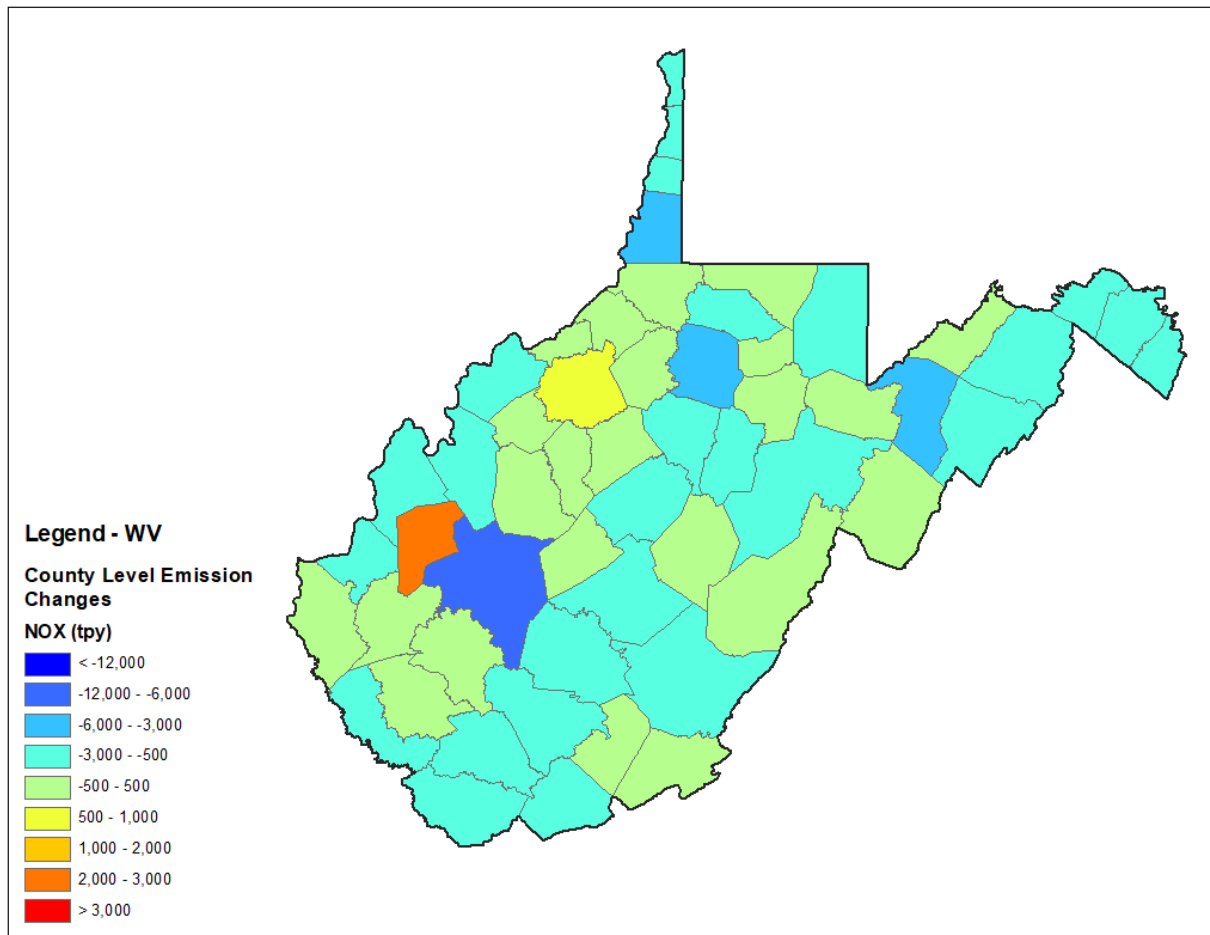 Legend - WV
County Level Emission
Changes
NOX (tpy)
< -12,000
-12,000 - -6,000
-6,000 - -3,000
-3,000 - -500
-500 - 500
500 - 1,000
1,000 - 2,000
2,000 - 3,000
> 3,000